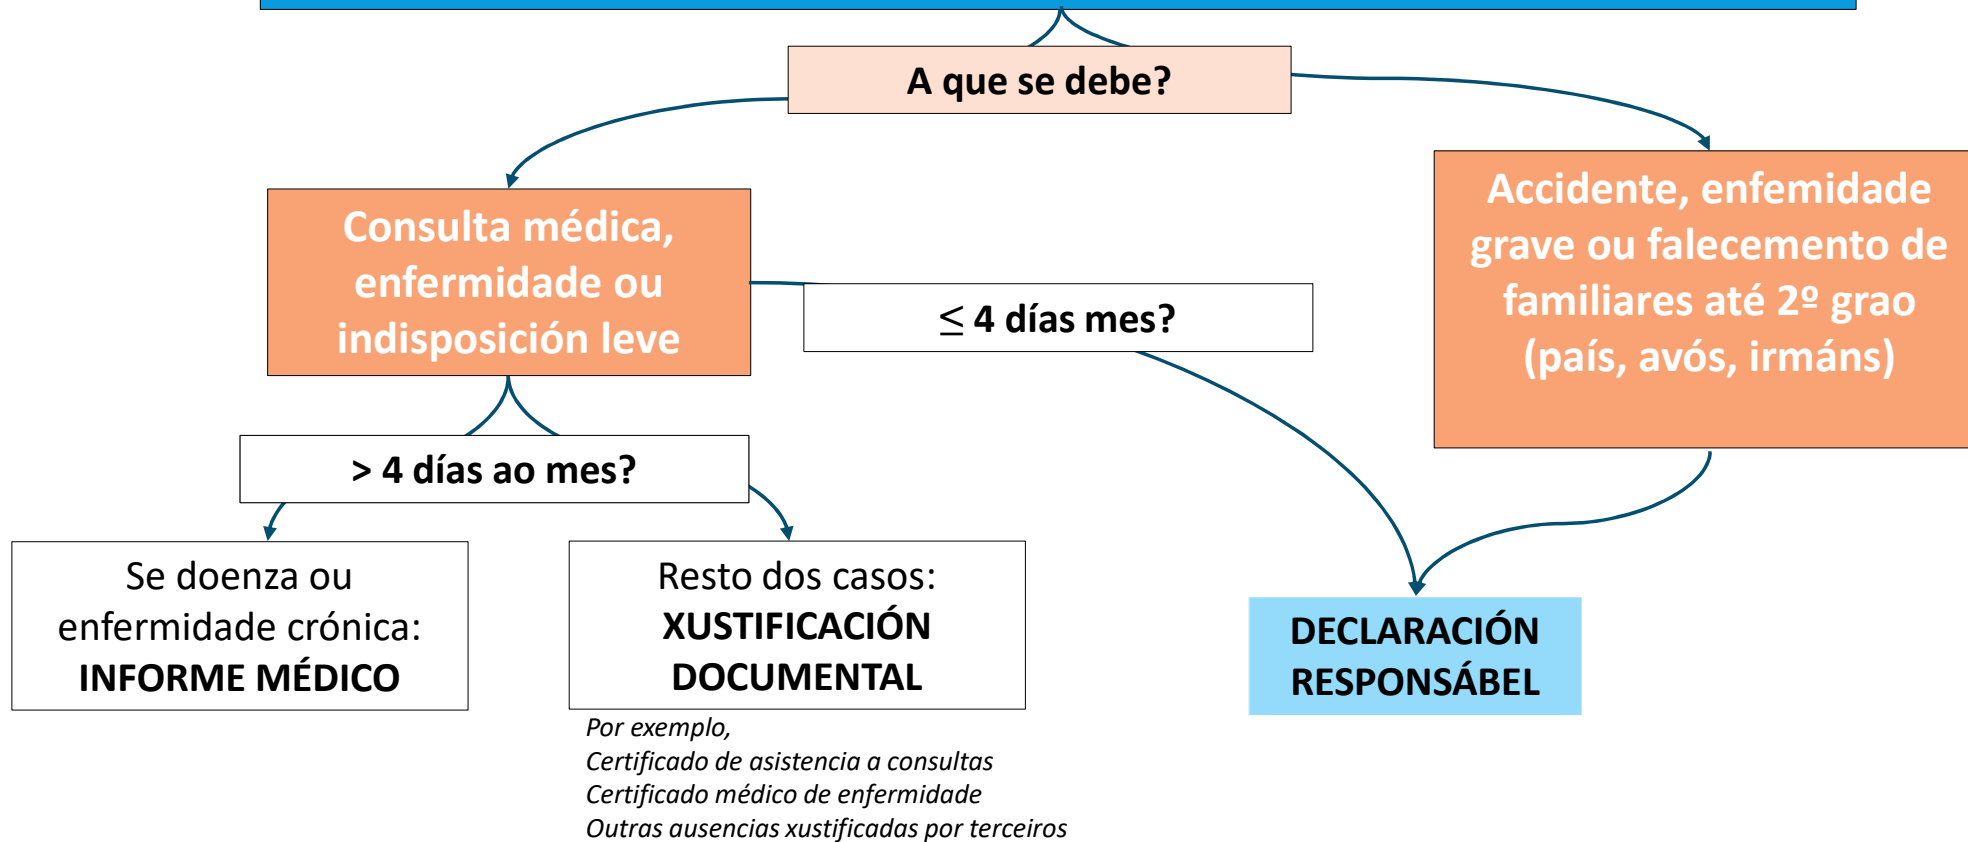 A que se debe?
Consulta médica,
enfermidade ou
indisposición leve
Accidente, enfemidade
grave ou falecemento de
familiares até 2º grao
(país, avós, irmáns)
≤ 4 días mes?
> 4 días ao mes?
Se doenza ou
enfermidade crónica:
INFORME MÉDICO
Resto dos casos:
XUSTIFICACIÓN
DOCUMENTAL
DECLARACIÓN
RESPONSÁBEL
Por exemplo,
Certificado de asistencia a consultas
Certificado médico de enfermidade
Outras ausencias xustificadas por terceiros